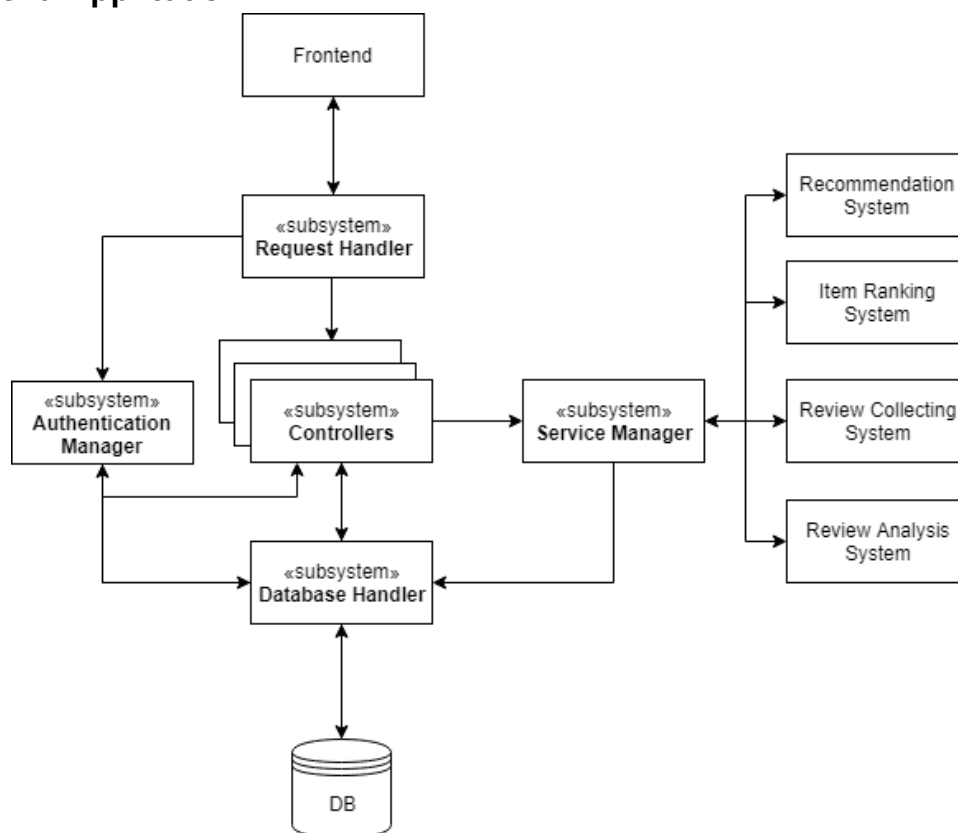 Frontend
«subsystem»
Request Handler
Recommendation
System
Item Ranking
System
«subsystem»
Authentication
Manager
«subsystem»
Controllers
«subsystem»
Service Manager
Review Collecting
System
Review Analysis
System
«subsystem»
Database Handler
DB